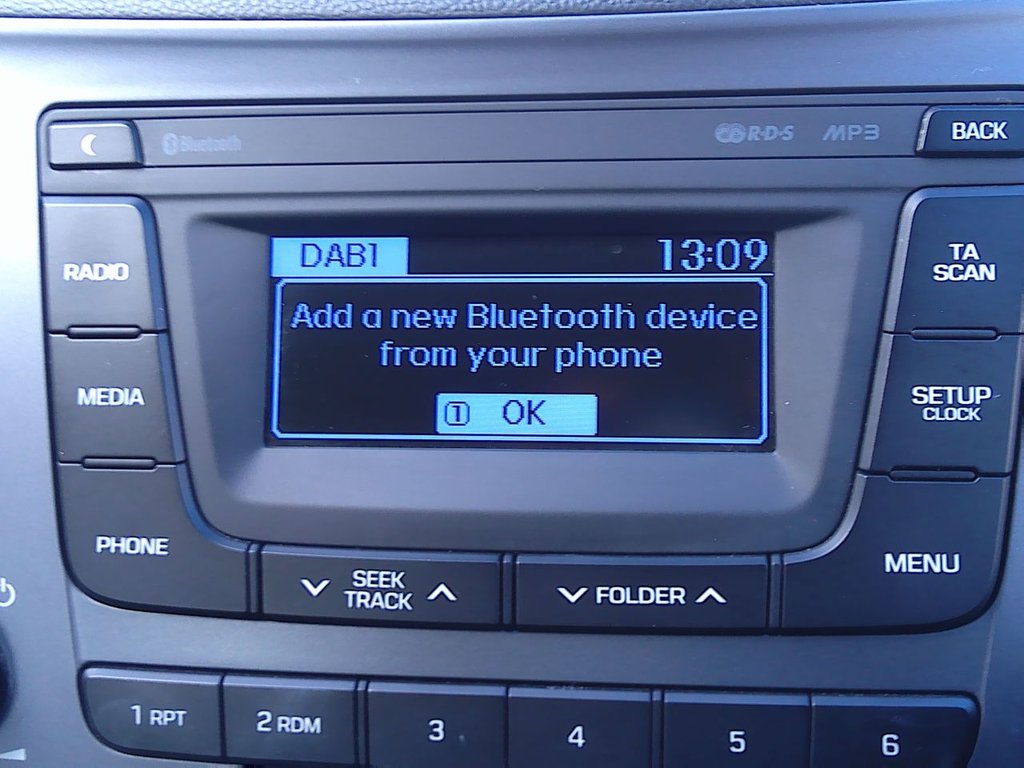 Bluetooth
R·D·S
MP3
BACK
RADIO
MEDIA
PHONE
DAB1
13:09
Add a new Bluetooth device
from your phone
1 OK
TA
SCAN
SETUP
CLOCK
MENU
SEEK
TRACK
FOLDER
1 RPT
2 RDM
3
4
5
6